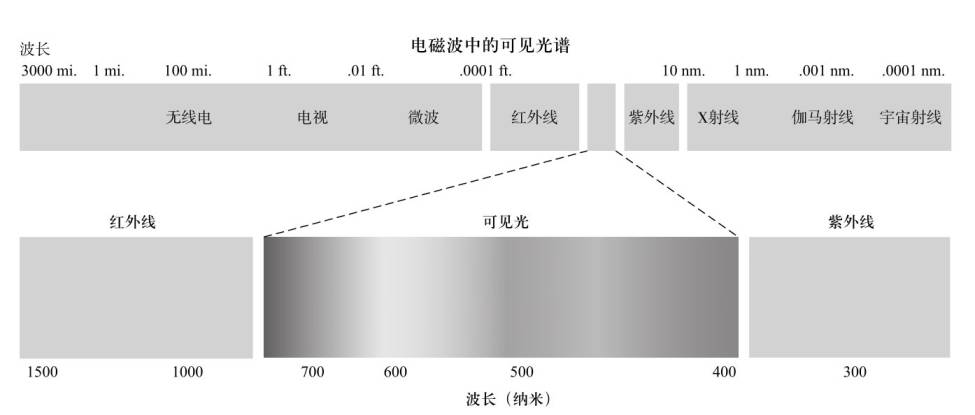 电磁波中的可见光谱
波长
3000 mi. 1 mi. 100 mi. 1 ft. .01 ft. .0001 ft. 10 nm. 1 nm. .001 nm. .0001 nm.
无线电 电视 微波 红外线 紫外线 X射线 伽马射线 宇宙射线
红外线 可见光 紫外线
1500 1000 700 600 500 400 300
波长（纳米）